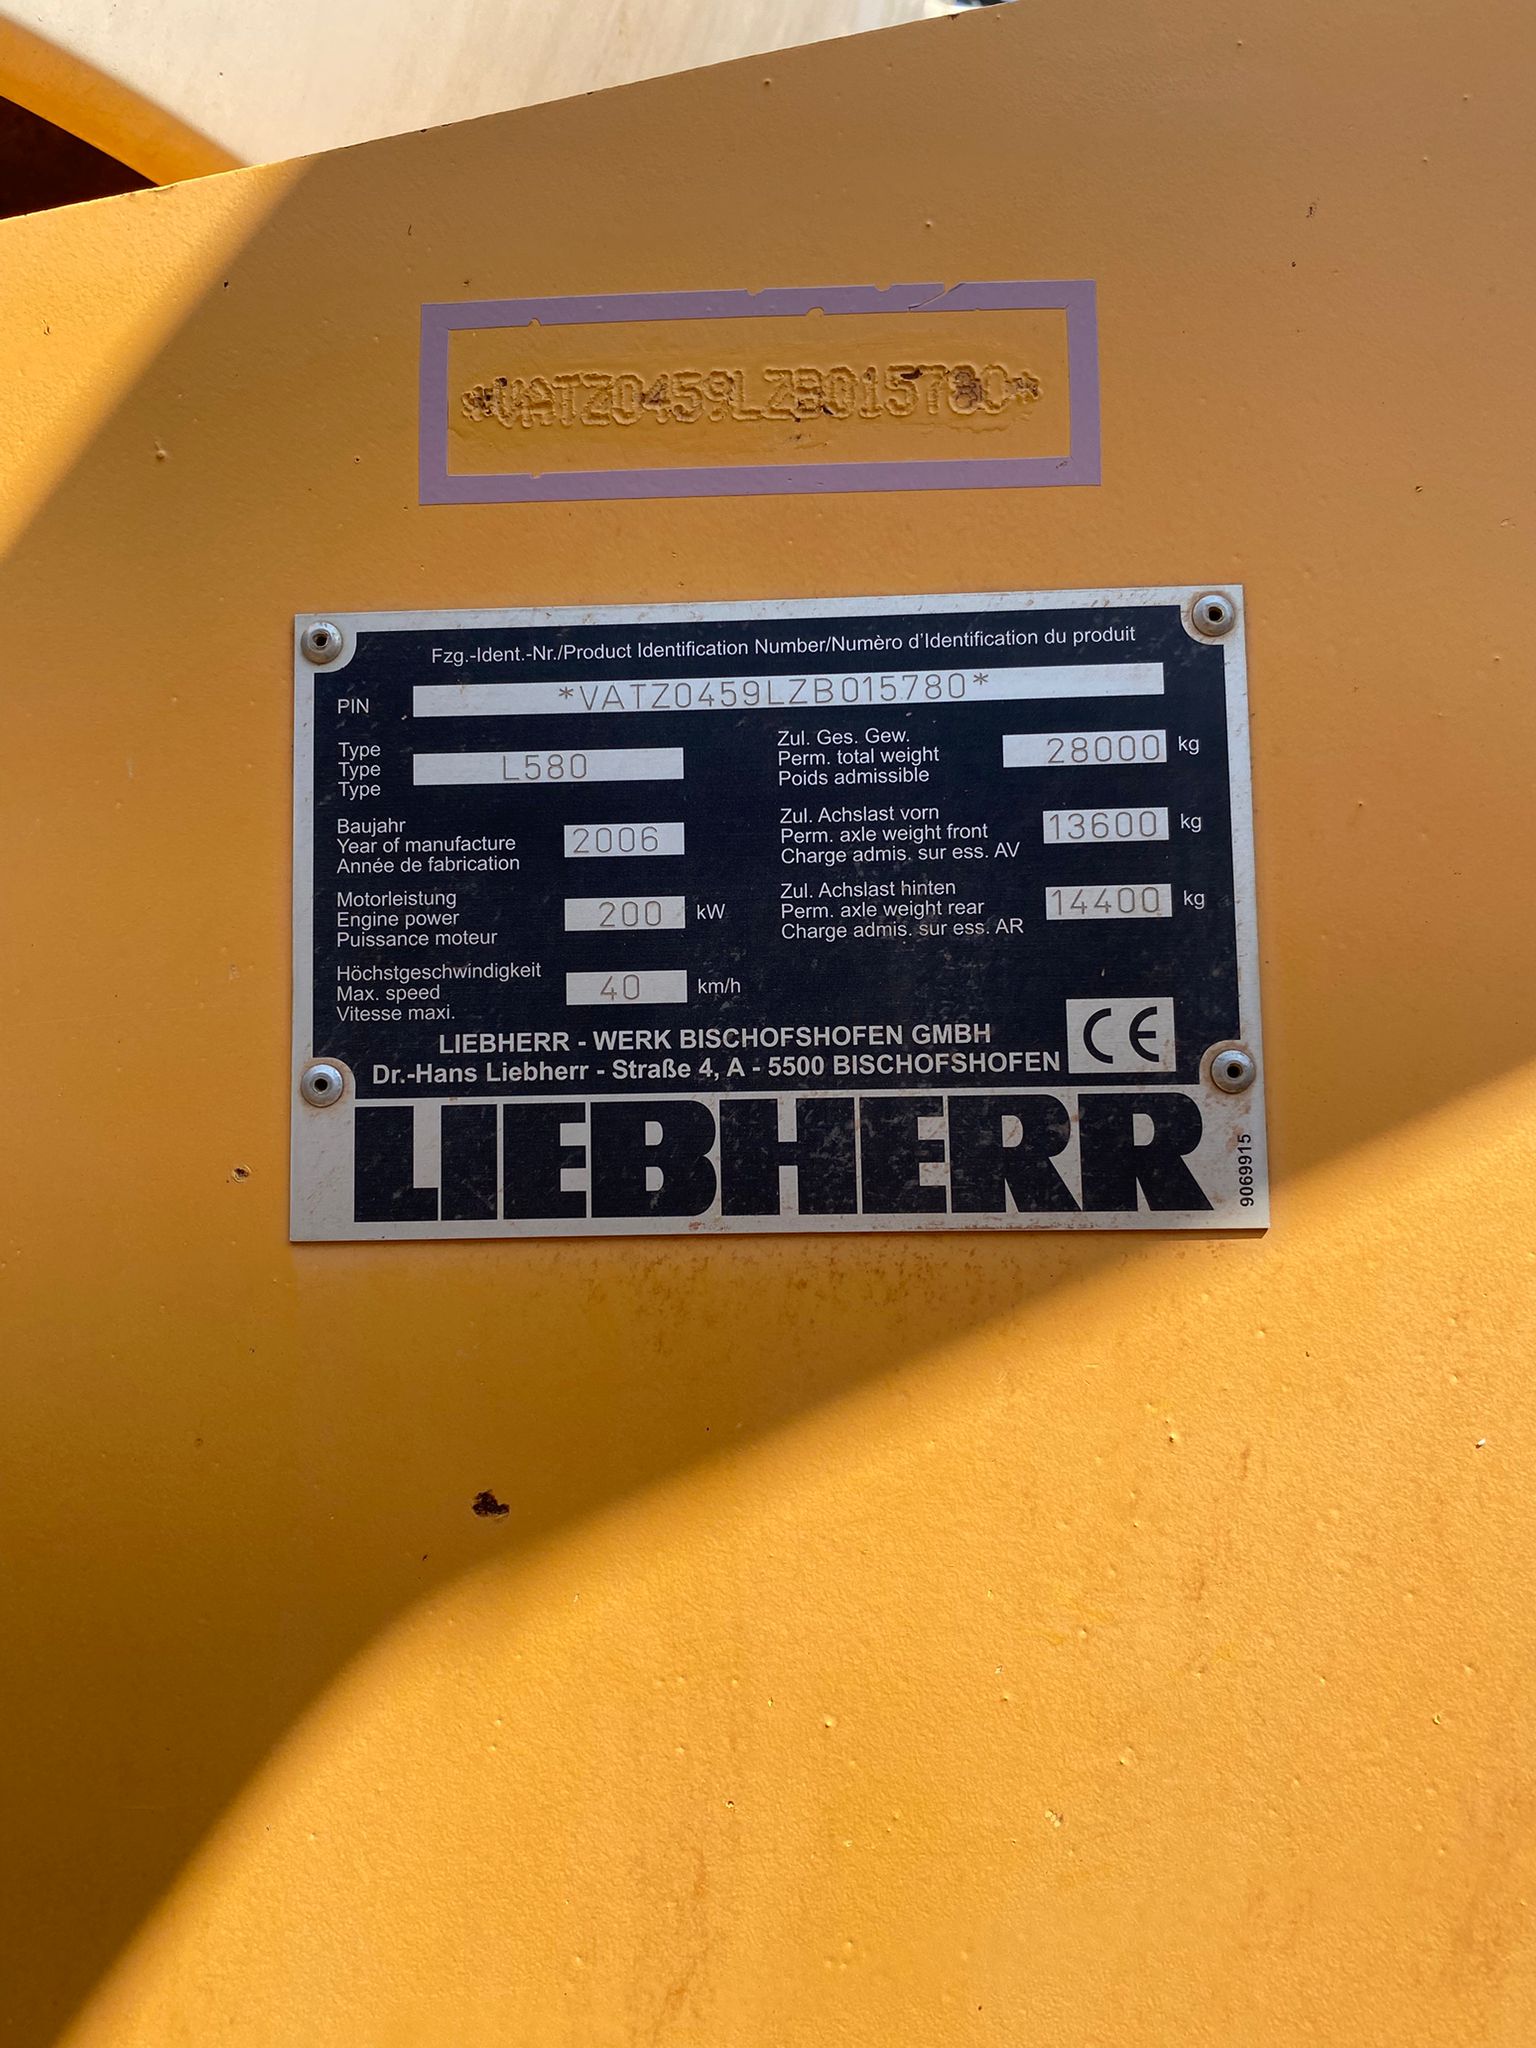 *VATZ0459LZB015780*
Fzg.-Ident.-Nr./Product Identification Number/Numèro d'Identification du produit
PIN *VATZ0459LZB015780*
Type
Type L580
Type
Zul. Ges. Gew.
Perm. total weight 28000 kg
Poids admissible
Baujahr
Year of manufacture 2006
Année de fabrication
Zul. Achslast vorn
Perm. axle weight front 13600 kg
Charge admis. sur ess. AV
Motorleistung
Engine power 200 kW
Puissance moteur
Zul. Achslast hinten
Perm. axle weight rear 14400 kg
Charge admis. sur ess. AR
Höchstgeschwindigkeit
Max. speed 40 km/h
Vitesse maxi.
LIEBHERR - WERK BISCHOFSHOFEN GMBH
Dr.-Hans Liebherr - Straße 4, A - 5500 BISCHOFSHOFEN
CE
LIEBHERR
9069915